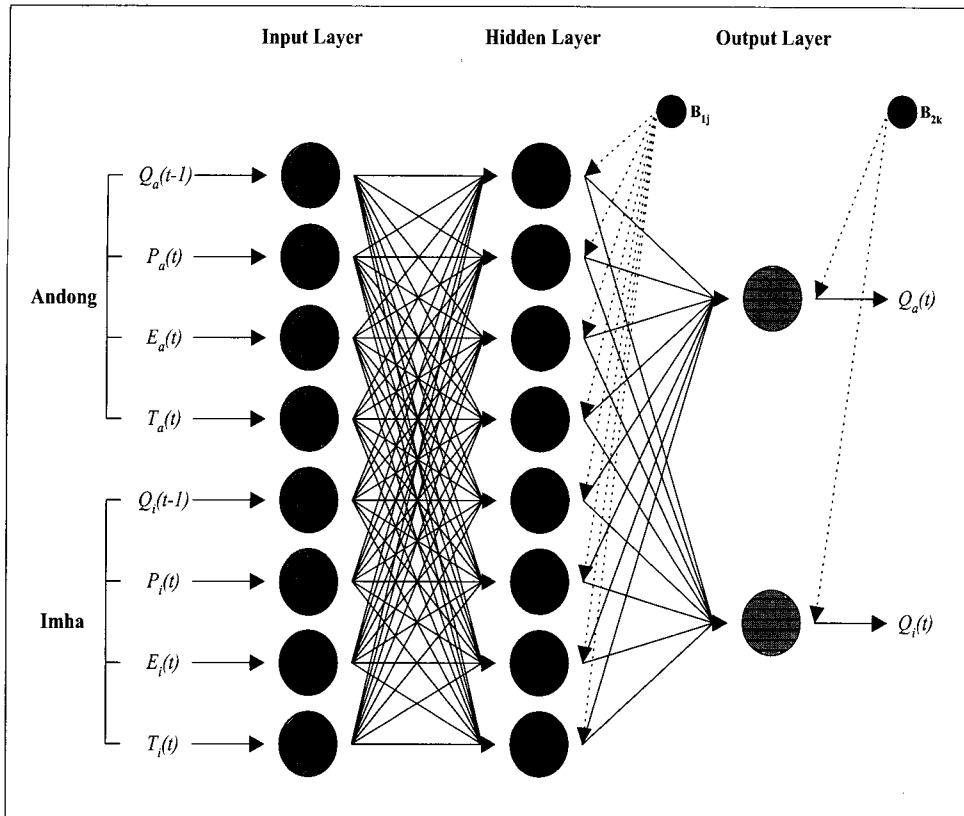 Input Layer Hidden Layer Output Layer
B1j B2k
Qa(t-1)
Pa(t)
Andong
Ea(t)
Ta(t)
Qi(t-1)
Pi(t)
Imha
Ei(t)
Ti(t)
Qa(t)
Qi(t)